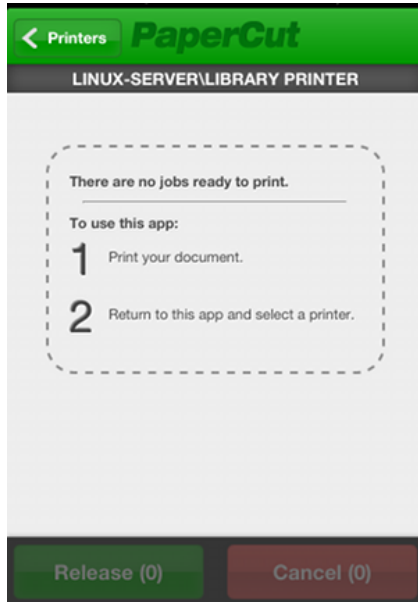 Printers
PaperCut
LINUX-SERVER\LIBRARY PRINTER
There are no jobs ready to print.
To use this app:
1 Print your document.
2 Return to this app and select a printer.
Release (0) Cancel (0)